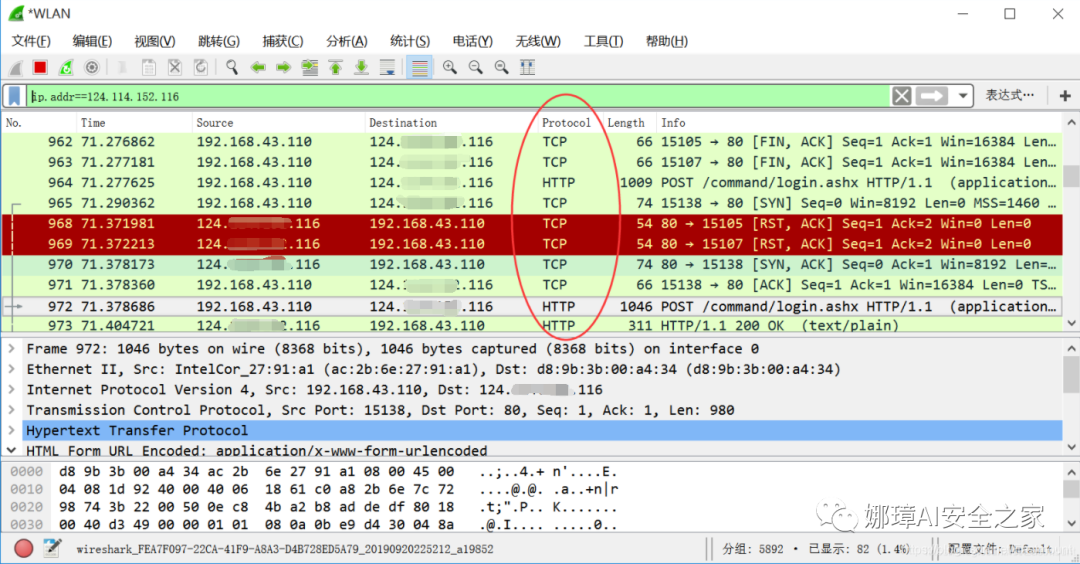 *WLAN
文件(F) 编辑(E) 视图(V) 跳转(G) 捕获(C) 分析(A) 统计(S) 电话(Y) 无线(W) 工具(T) 帮助(H)
ip.addr==124.114.152.116 表达式…
No. Time Source Destination Protocol Length Info
962 71.276862 192.168.43.110 124. .116 TCP 66 15105 → 80 [FIN, ACK] Seq=1 Ack=1 Win=16384 Len…
963 71.277181 192.168.43.110 124. .116 TCP 66 15107 → 80 [FIN, ACK] Seq=1 Ack=1 Win=16384 Len…
964 71.277625 192.168.43.110 124. .116 HTTP 1009 POST /command/login.ashx HTTP/1.1 (application…
965 71.290362 192.168.43.110 124. .116 TCP 74 15138 → 80 [SYN] Seq=0 Win=8192 Len=0 MSS=1460 …
968 71.371981 124. .116 192.168.43.110 TCP 54 80 → 15105 [RST, ACK] Seq=1 Ack=2 Win=0 Len=0
969 71.372213 124. .116 192.168.43.110 TCP 54 80 → 15107 [RST, ACK] Seq=1 Ack=2 Win=0 Len=0
970 71.378173 124. .116 192.168.43.110 TCP 74 80 → 15138 [SYN, ACK] Seq=0 Ack=1 Win=8192 Len=…
971 71.378360 192.168.43.110 124. .116 TCP 66 15138 → 80 [ACK] Seq=1 Ack=1 Win=16384 Len=0 TS…
972 71.378686 192.168.43.110 124. .116 HTTP 1046 POST /command/login.ashx HTTP/1.1 (application…
973 71.404721 124. .116 192.168.43.110 HTTP 311 HTTP/1.1 200 OK (text/plain)
Frame 972: 1046 bytes on wire (8368 bits), 1046 bytes captured (8368 bits) on interface 0
Ethernet II, Src: IntelCor_27:91:a1 (ac:2b:6e:27:91:a1), Dst: d8:9b:3b:00:a4:34 (d8:9b:3b:00:a4:34)
Internet Protocol Version 4, Src: 192.168.43.110, Dst: 124. .116
Transmission Control Protocol, Src Port: 15138, Dst Port: 80, Seq: 1, Ack: 1, Len: 980
Hypertext Transfer Protocol
HTML Form URL Encoded: application/x-www-form-urlencoded
0000 d8 9b 3b 00 a4 34 ac 2b 6e 27 91 a1 08 00 45 00 ..;..4.+ n'....E.
0010 04 08 1d 92 40 00 40 06 18 61 c0 a8 2b 6e 7c 72 ....@.@. .a..+n|r
0020 98 74 3b 22 00 50 0e c8 4b a2 b8 ad de df 80 18 .t;".P.. K.......
0030 00 40 d3 49 00 00 01 01 08 0a 0b e9 d4 30 04 8a .@.I.... .....0..
娜璋AI安全之家
wireshark_FEA7F097-22CA-41F9-A8A3-D4B728ED5A79_20190920225212_a19852 分组: 5892 · 已显示: 82 (1.4%) 配置文件: Default